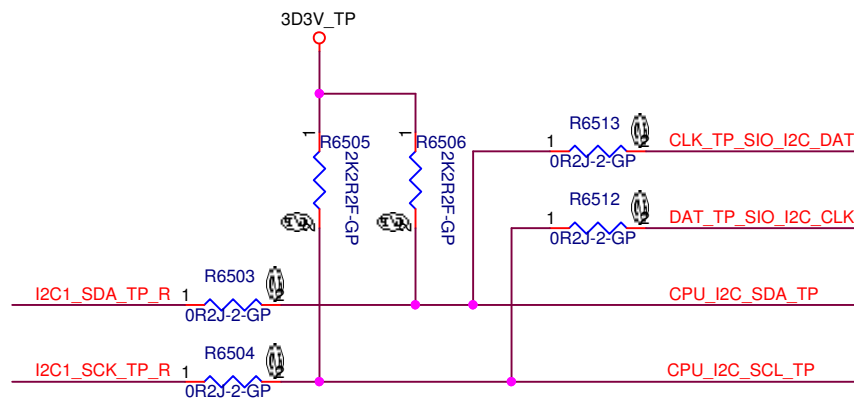 3D3V_TP
1
R6505
2K2R2F-GP
1
R6506
2K2R2F-GP
R6513
1
2
0R2J-2-GP
CLK_TP_SIO_I2C_DAT
R6512
1
2
0R2J-2-GP
DAT_TP_SIO_I2C_CLK
I2C1_SDA_TP_R
1
R6503
2
0R2J-2-GP
CPU_I2C_SDA_TP
I2C1_SCK_TP_R
1
R6504
2
0R2J-2-GP
CPU_I2C_SCL_TP